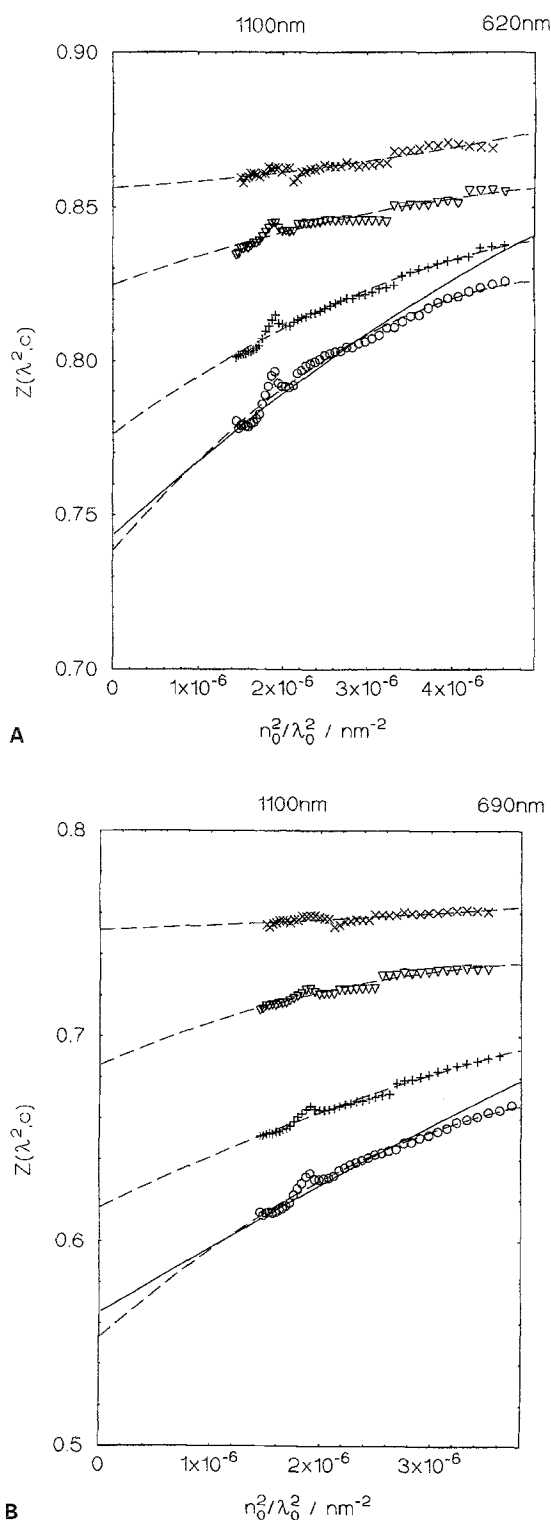 1100nm 620nm
0.90
0.85
0.80
0.75
0.70
Z(λ²,c)
0 1x10⁻⁶ 2x10⁻⁶ 3x10⁻⁶ 4x10⁻⁶
n₀²/λ₀² / nm⁻²
A
1100nm 690nm
0.8
0.7
0.6
0.5
Z(λ²,c)
0 1x10⁻⁶ 2x10⁻⁶ 3x10⁻⁶
n₀²/λ₀² / nm⁻²
B